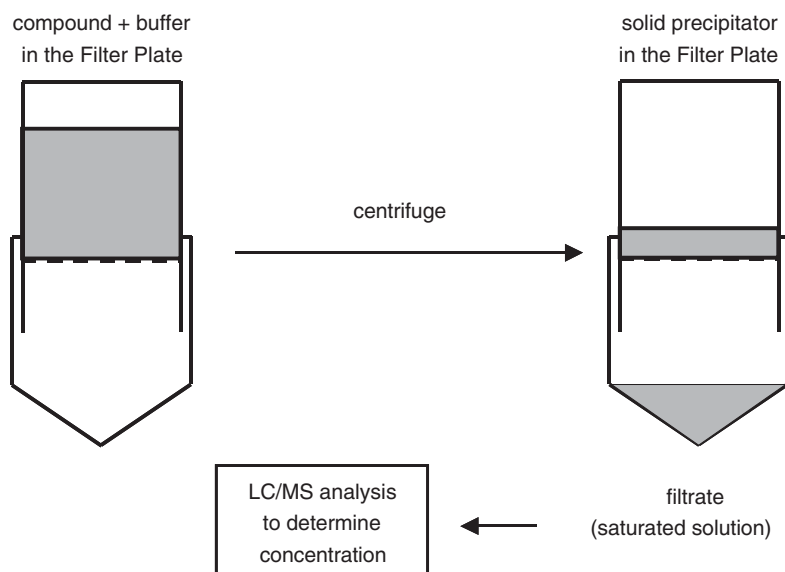 compound + buffer
in the Filter Plate
solid precipitator
in the Filter Plate
centrifuge
LC/MS analysis
to determine
concentration
filtrate
(saturated solution)